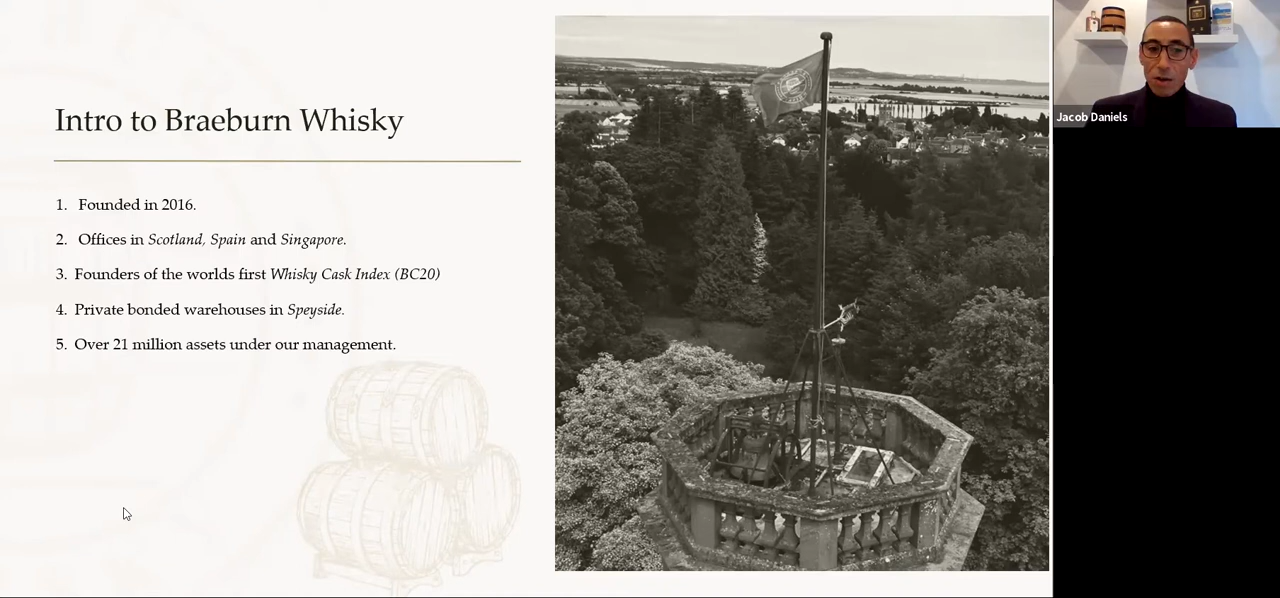 Intro to Braeburn Whisky
1. Founded in 2016.
2. Offices in Scotland, Spain and Singapore.
3. Founders of the worlds first Whisky Cask Index (BC20)
4. Private bonded warehouses in Speyside.
5. Over 21 million assets under our management.
Jacob Daniels